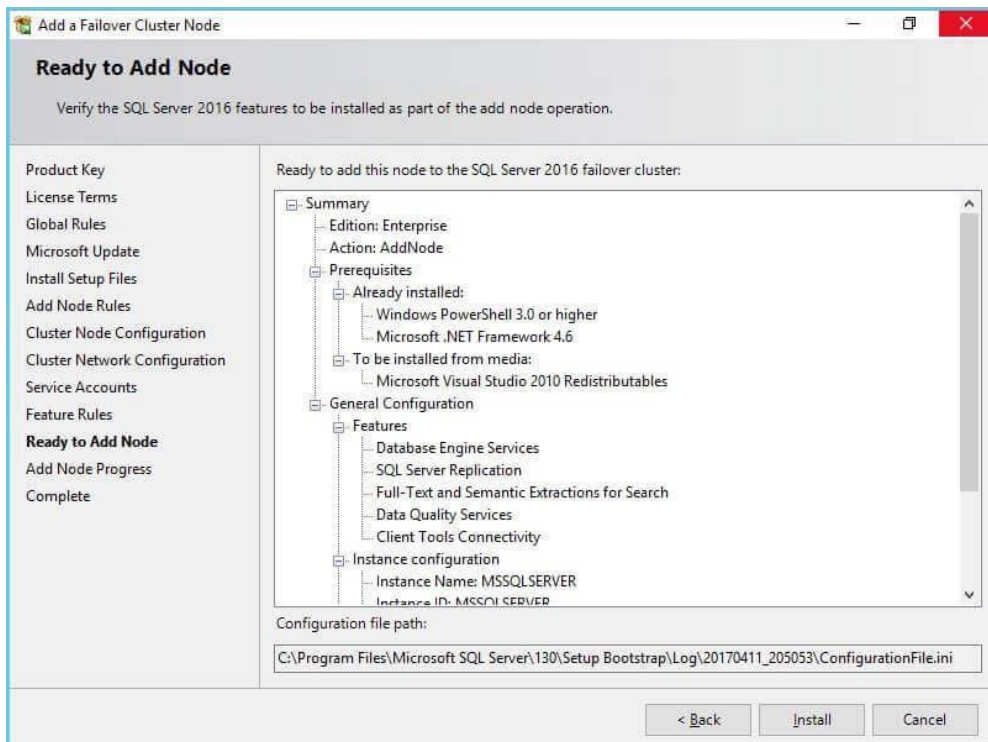 Add a Failover Cluster Node
Ready to Add Node
Verify the SQL Server 2016 features to be installed as part of the add node operation.
Product Key
License Terms
Global Rules
Microsoft Update
Install Setup Files
Add Node Rules
Cluster Node Configuration
Cluster Network Configuration
Service Accounts
Feature Rules
Ready to Add Node
Add Node Progress
Complete
Ready to add this node to the SQL Server 2016 failover cluster:
Summary
Edition: Enterprise
Action: AddNode
Prerequisites
Already installed:
Windows PowerShell 3.0 or higher
Microsoft .NET Framework 4.6
To be installed from media:
Microsoft Visual Studio 2010 Redistributables
General Configuration
Features
Database Engine Services
SQL Server Replication
Full-Text and Semantic Extractions for Search
Data Quality Services
Client Tools Connectivity
Instance configuration
Instance Name: MSSQLSERVER
Instance ID: MSSQLSERVER
Configuration file path:
C:\Program Files\Microsoft SQL Server\130\Setup Bootstrap\Log\20170411_205053\ConfigurationFile.ini
< Back
Install
Cancel